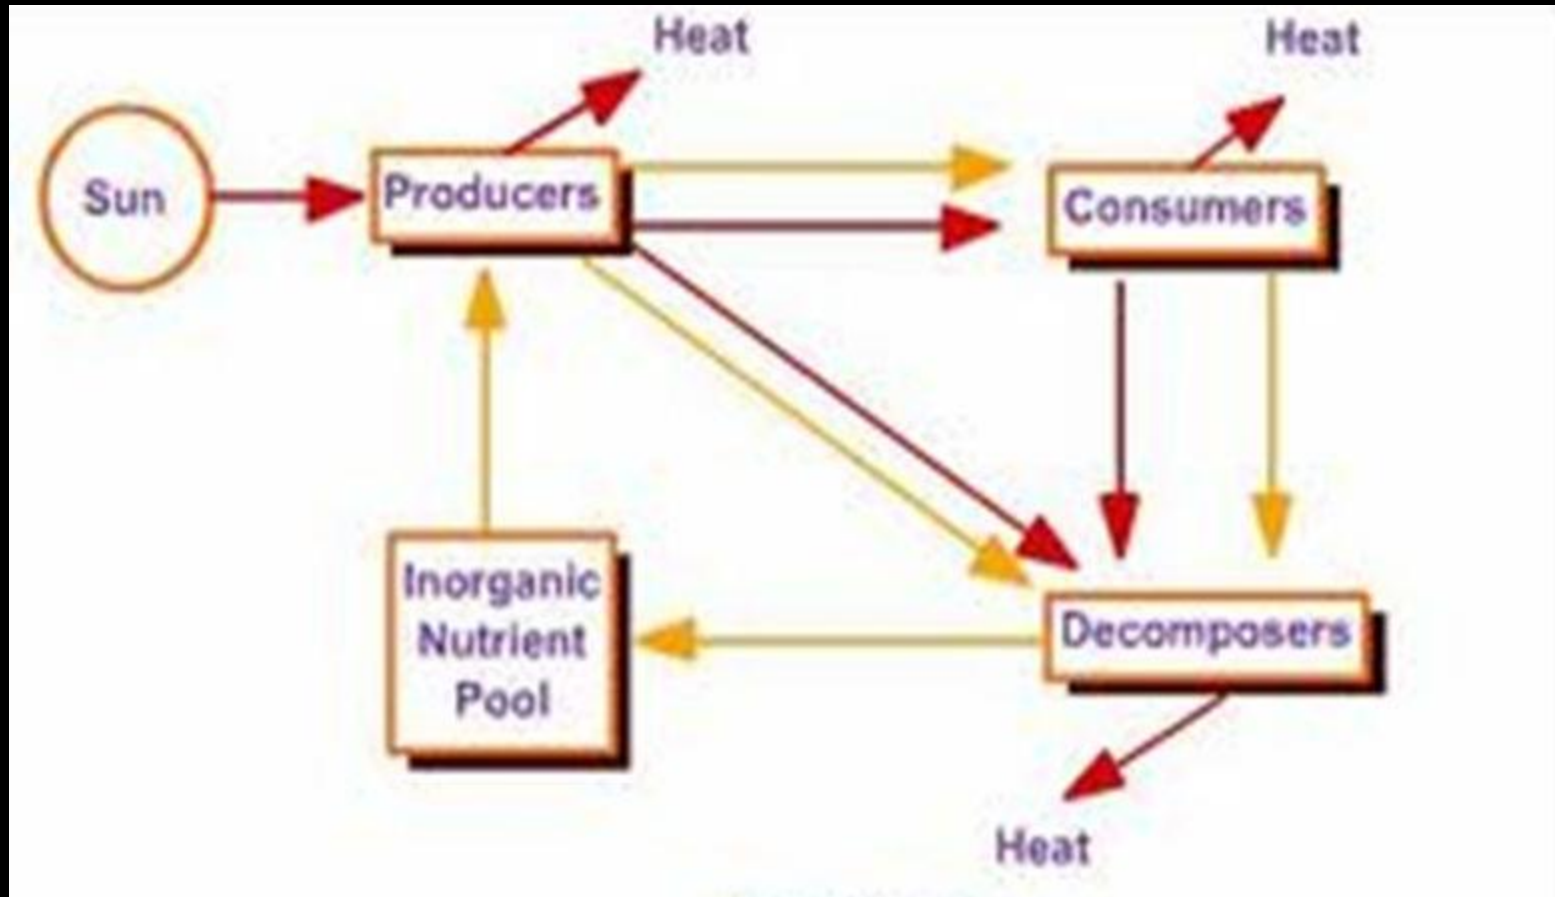 Heat
Heat
Sun
Producers
Consumers
Inorganic
Nutrient
Pool
Decomposers
Heat